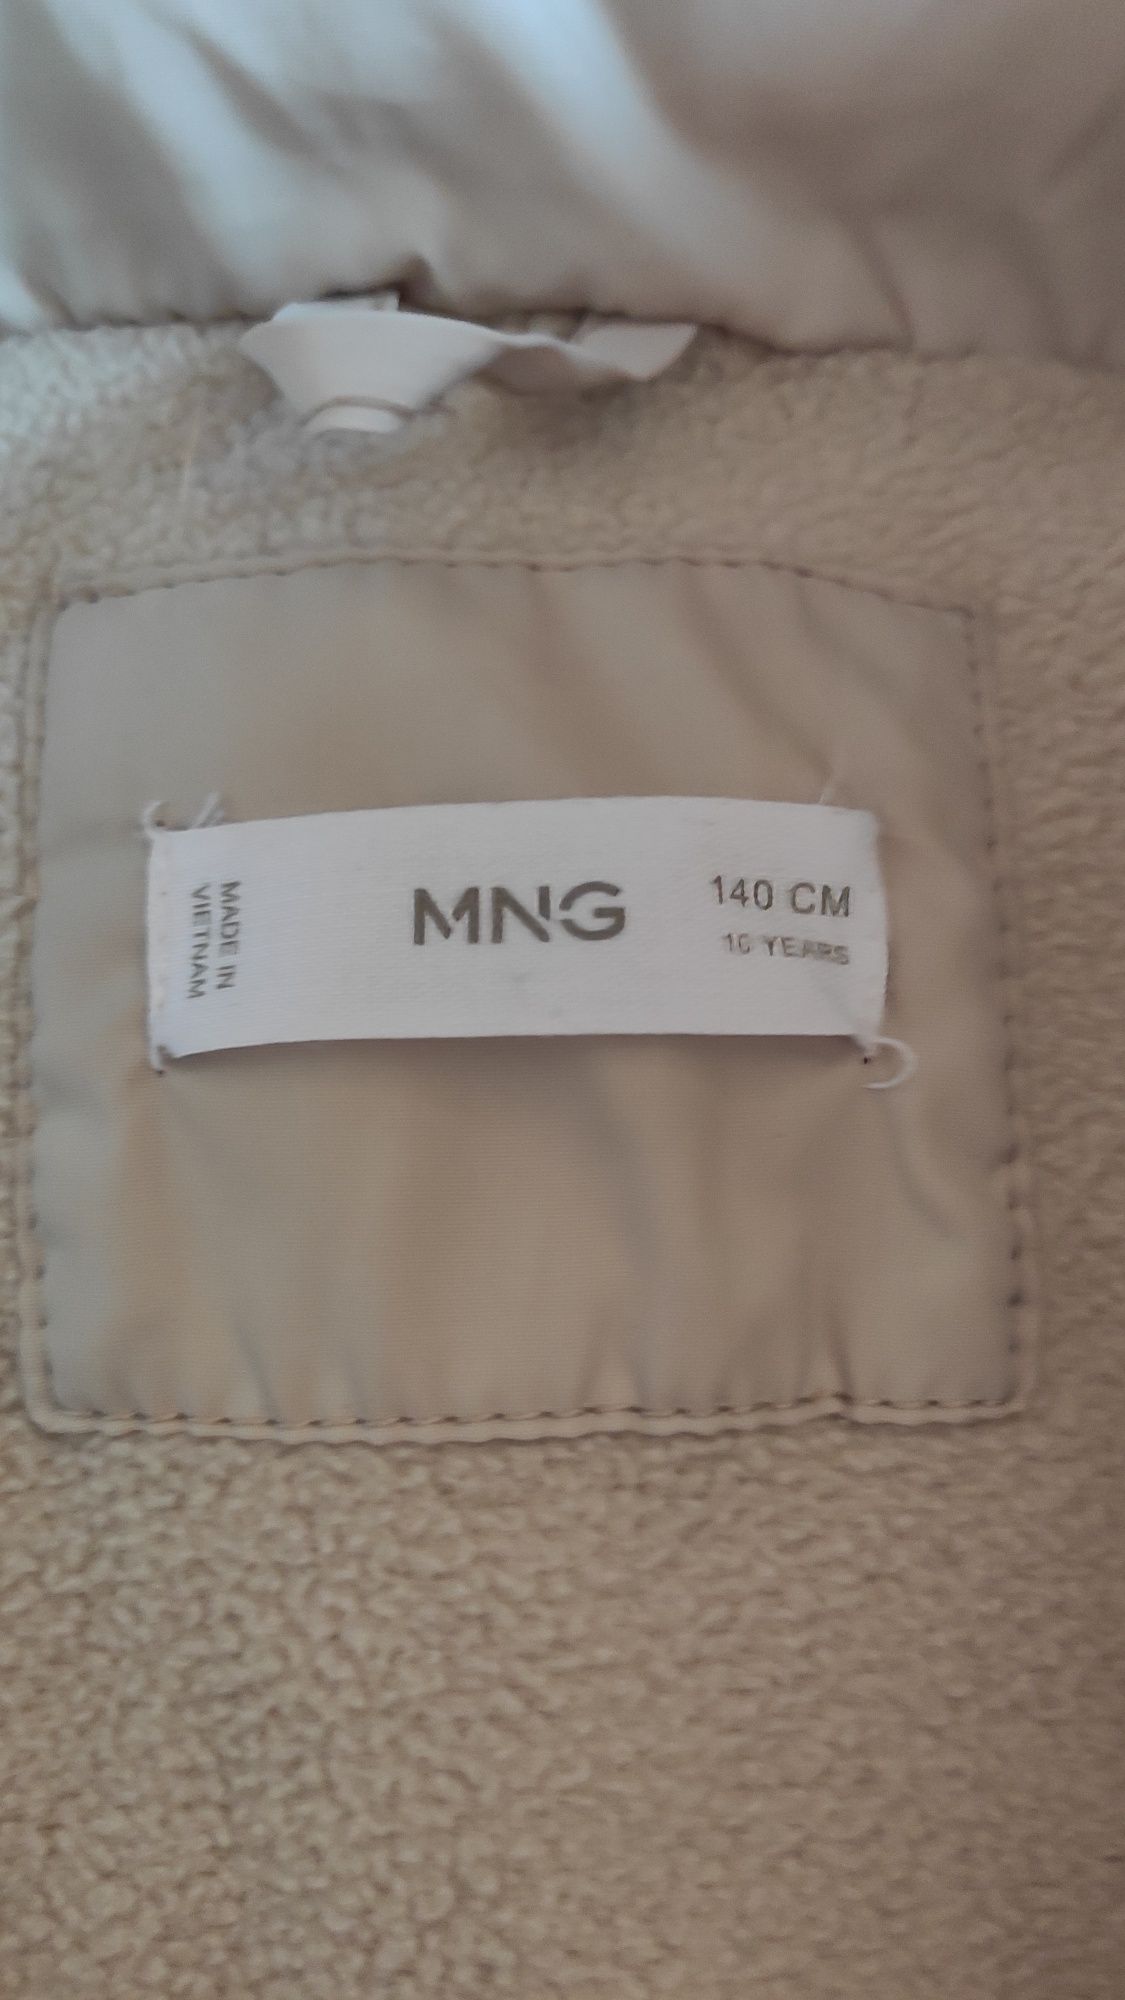 MADE IN
VIETNAM
MNG
140 CM
10 YEARS